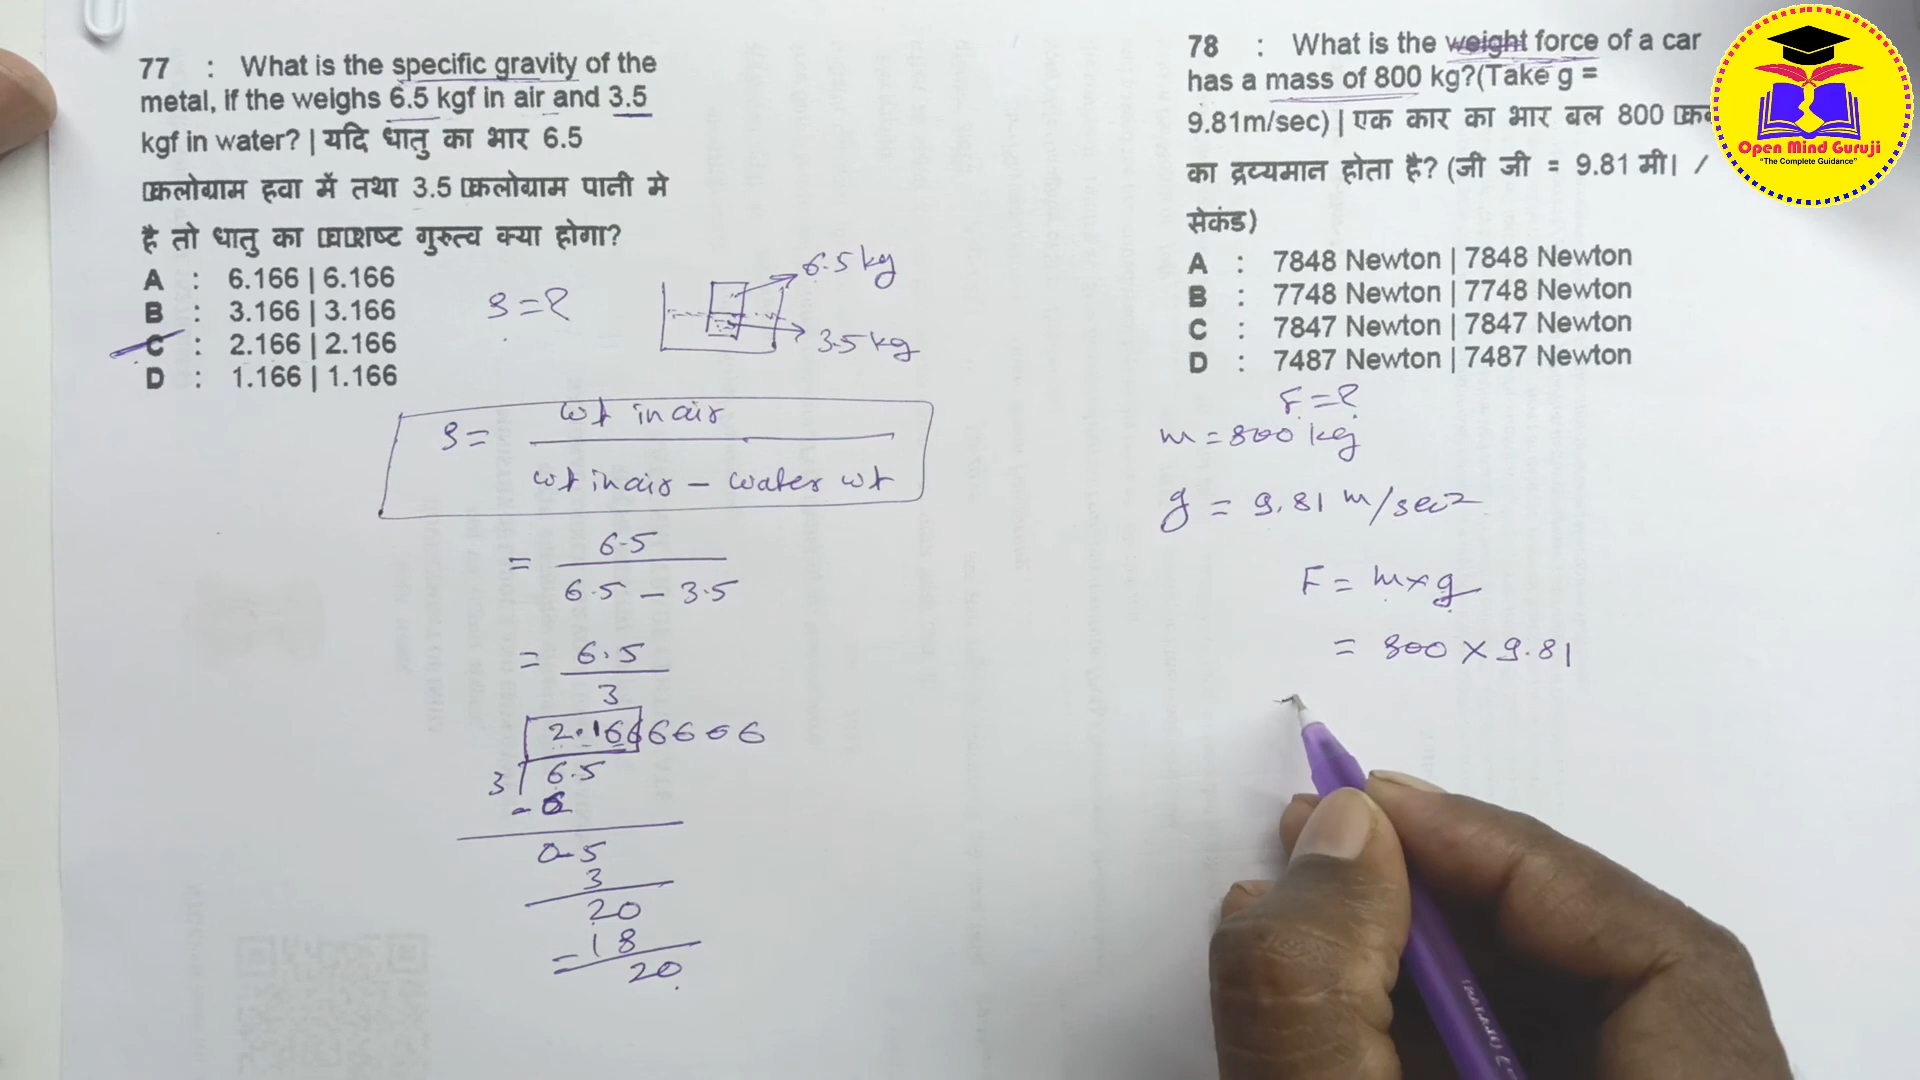 77 : What is the specific gravity of the
metal, if the weighs 6.5 kgf in air and 3.5
kgf in water? | यदि धातु का भार 6.5
हवा में तथा 3.5 पानी मे
है तो धातु का गुरुत्व क्या होगा?
A : 6.166 | 6.166
B : 3.166 | 3.166
C : 2.166 | 2.166
D : 1.166 | 1.166
S = ?
6.5 kg
3.5 kg
S = wt in air
wt in air - water wt
= 6.5
6.5 - 3.5
= 6.5
3
2.16666606
3 6.5
- 6
0.5
3
20
- 18
20
78 : What is the weight force of a car
has a mass of 800 kg?(Take g =
9.81m/sec) | एक कार का भार बल 800
का द्रव्यमान होता है? (जी जी = 9.81 मी| /
सेकंड)
A : 7848 Newton | 7848 Newton
B : 7748 Newton | 7748 Newton
C : 7847 Newton | 7847 Newton
D : 7487 Newton | 7487 Newton
F = ?
m = 800 kg
g = 9.81 m/sec2
F = m×g
= 800 × 9.81
Open Mind Guruji
"The Complete Guidance"